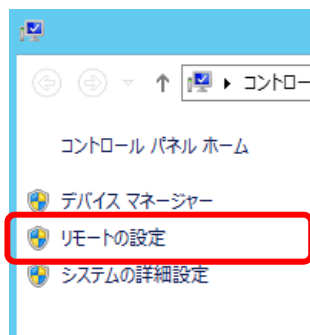 コントロー
コントロール パネル ホーム
デバイス マネージャー
リモートの設定
システムの詳細設定